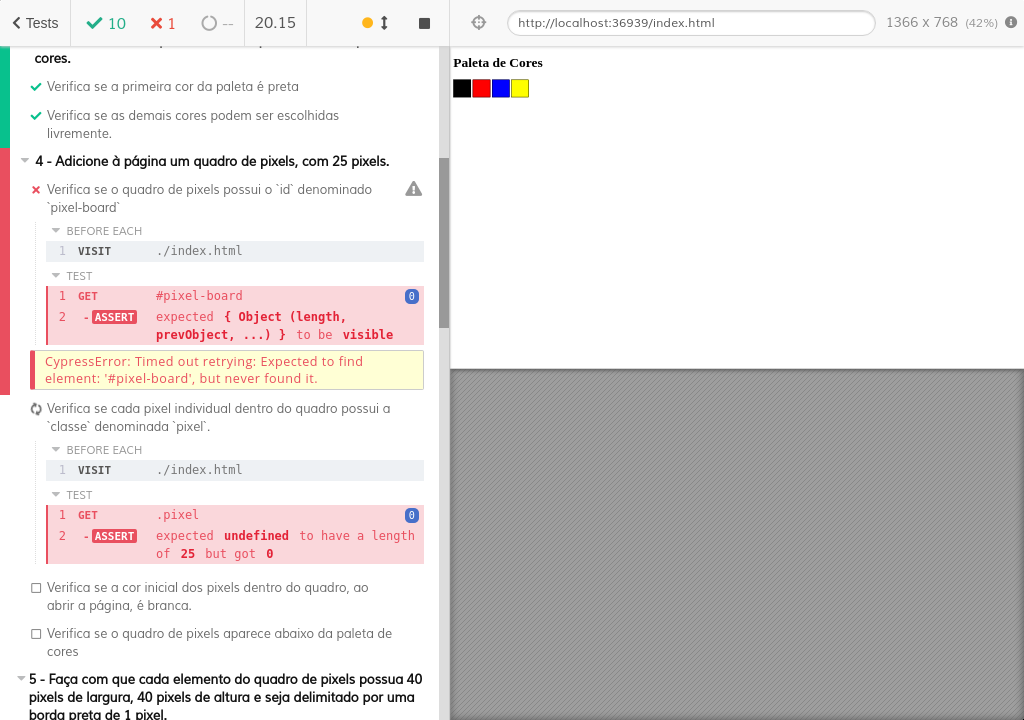 Tests 10 1 -- 20.15 http://localhost:36939/index.html 1366 x 768 (42%)
cores.
Verifica se a primeira cor da paleta é preta
Verifica se as demais cores podem ser escolhidas
livremente.
4 - Adicione à página um quadro de pixels, com 25 pixels.
Verifica se o quadro de pixels possui o `id` denominado
`pixel-board`
BEFORE EACH
1 VISIT ./index.html
TEST
1 GET #pixel-board 0
2 -ASSERT expected { Object (length,
prevObject, ...) } to be visible
CypressError: Timed out retrying: Expected to find
element: '#pixel-board', but never found it.
Verifica se cada pixel individual dentro do quadro possui a
`classe` denominada `pixel`.
BEFORE EACH
1 VISIT ./index.html
TEST
1 GET .pixel 0
2 -ASSERT expected undefined to have a length
of 25 but got 0
Verifica se a cor inicial dos pixels dentro do quadro, ao
abrir a página, é branca.
Verifica se o quadro de pixels aparece abaixo da paleta de
cores
5 - Faça com que cada elemento do quadro de pixels possua 40
pixels de largura, 40 pixels de altura e seja delimitado por uma
borda preta de 1 pixel.
Paleta de Cores